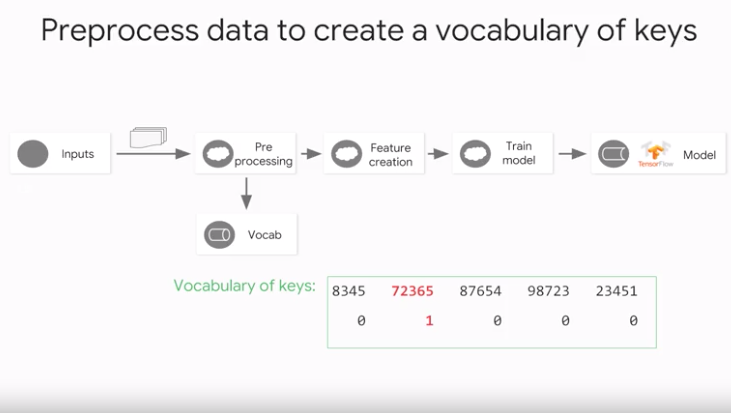 Preprocess data to create a vocabulary of keys
Inputs
Pre
processing
Feature
creation
Train
model
TensorFlow
Model
Vocab
Vocabulary of keys:
8345 72365 87654 98723 23451
0 1 0 0 0